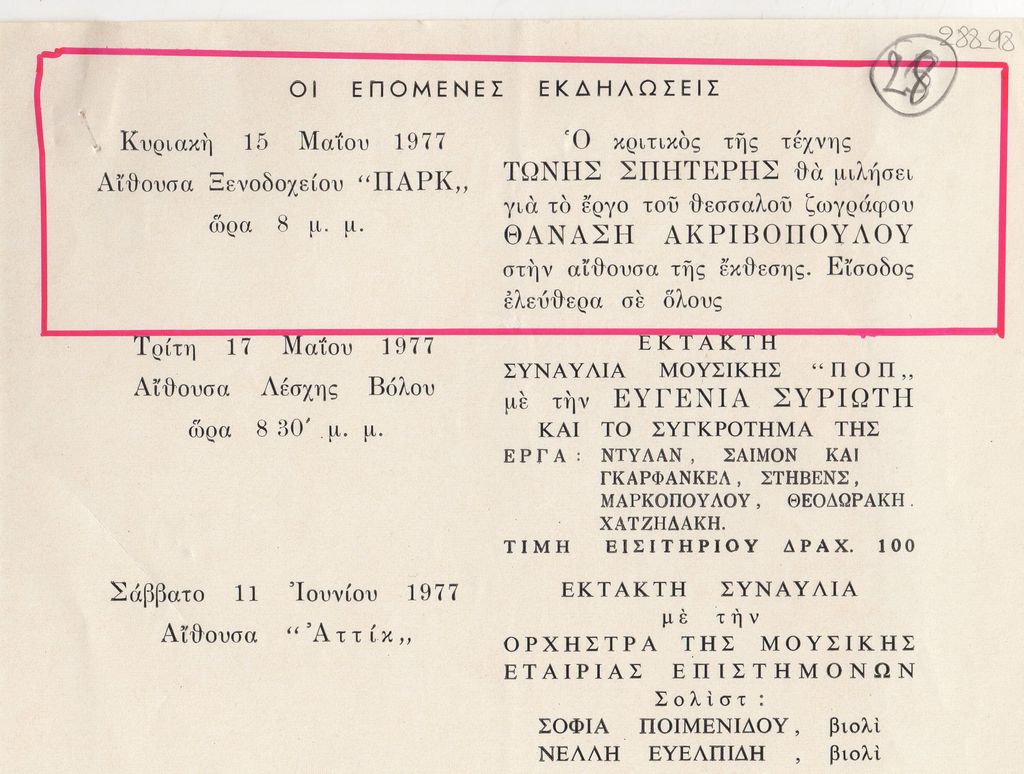 288-98
28
ΟΙ ΕΠΟΜΕΝΕΣ ΕΚΔΗΛΩΣΕΙΣ
Κυριακὴ 15 Μαΐου 1977
Αἴθουσα Ξενοδοχείου “ΠΑΡΚ„
ὥρα 8 μ. μ.
Ὁ κριτικὸς τῆς τέχνης
ΤΩΝΗΣ ΣΠΗΤΕΡΗΣ θὰ μιλήσει
γιὰ τὸ ἔργο τοῦ θεσσαλοῦ ζωγράφου
ΘΑΝΑΣΗ ΑΚΡΙΒΟΠΟΥΛΟΥ
στὴν αἴθουσα τῆς ἔκθεσης. Εἴσοδος
ἐλεύθερα σὲ ὅλους
Τρίτη 17 Μαΐου 1977
Αἴθουσα Λέσχης Βόλου
ὥρα 8 30΄ μ. μ.
ΕΚΤΑΚΤΗ
ΣΥΝΑΥΛΙΑ ΜΟΥΣΙΚΗΣ “ΠΟΠ„
μὲ τὴν ΕΥΓΕΝΙΑ ΣΥΡΙΩΤΗ
ΚΑΙ ΤΟ ΣΥΓΚΡΟΤΗΜΑ ΤΗΣ
ΕΡΓΑ: ΝΤΥΛΑΝ, ΣΑΙΜΟΝ ΚΑΙ
ΓΚΑΡΦΑΝΚΕΛ, ΣΤΗΒΕΝΣ,
ΜΑΡΚΟΠΟΥΛΟΥ, ΘΕΟΔΩΡΑΚΗ.
ΧΑΤΖΗΔΑΚΗ.
ΤΙΜΗ ΕΙΣΙΤΗΡΙΟΥ ΔΡΑΧ. 100
Σάββατο 11 Ἰουνίου 1977
Αἴθουσα “Ἀττίκ„
ΕΚΤΑΚΤΗ ΣΥΝΑΥΛΙΑ
μὲ τὴν
ΟΡΧΗΣΤΡΑ ΤΗΣ ΜΟΥΣΙΚΗΣ
ΕΤΑΙΡΙΑΣ ΕΠΙΣΤΗΜΟΝΩΝ
Σολὶστ:
ΣΟΦΙΑ ΠΟΙΜΕΝΙΔΟΥ, βιολὶ
ΝΕΛΛΗ ΕΥΕΛΠΙΔΗ , βιολὶ